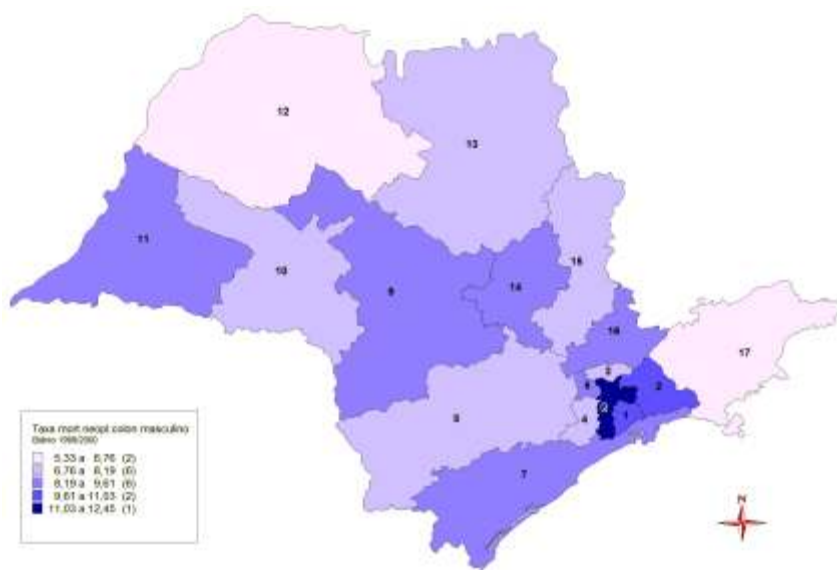 12
13
11
10
9
14
15
16
17
3
2
1
4
7
N
Taxa mort neopl colon masculino
5,33 a 6,76 (2)
6,76 a 8,19 (6)
8,19 a 9,61 (6)
9,61 a 11,03 (2)
11,03 a 12,45 (1)